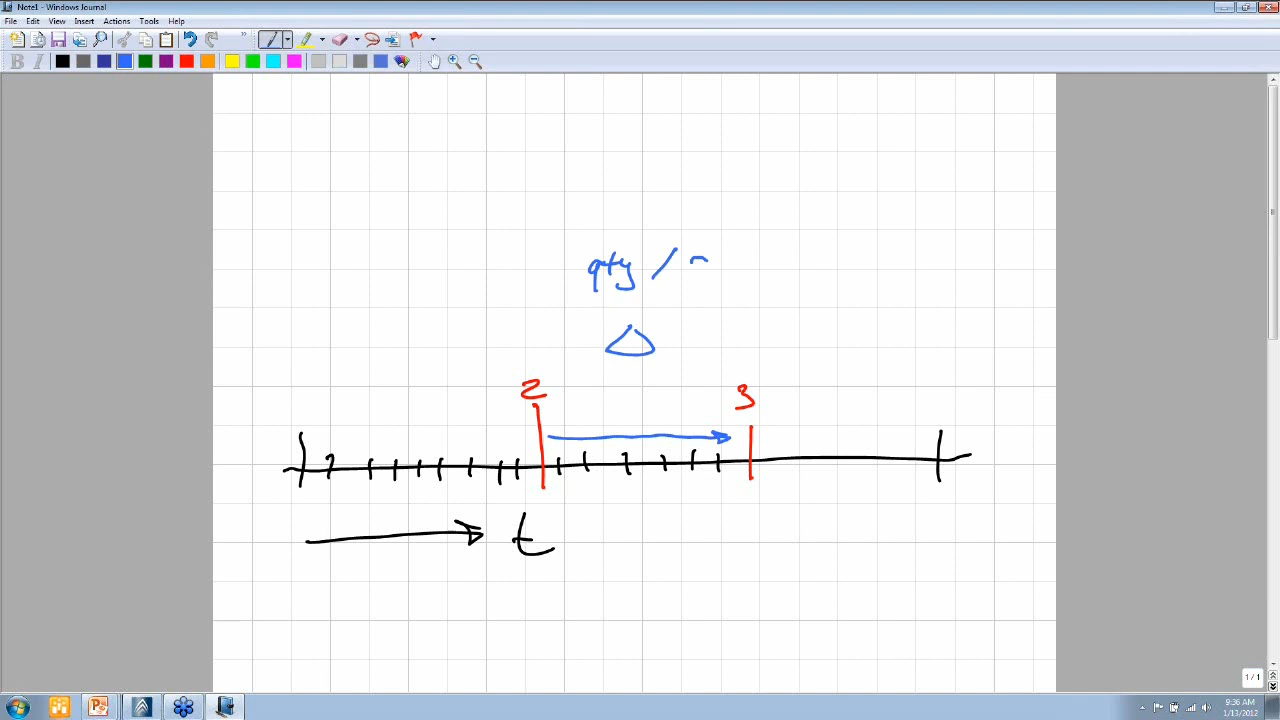 Note1 - Windows Journal
File Edit View Insert Actions Tools Help
B I
qty /
2 3
t
1 / 1
9:36 AM
1/13/2012